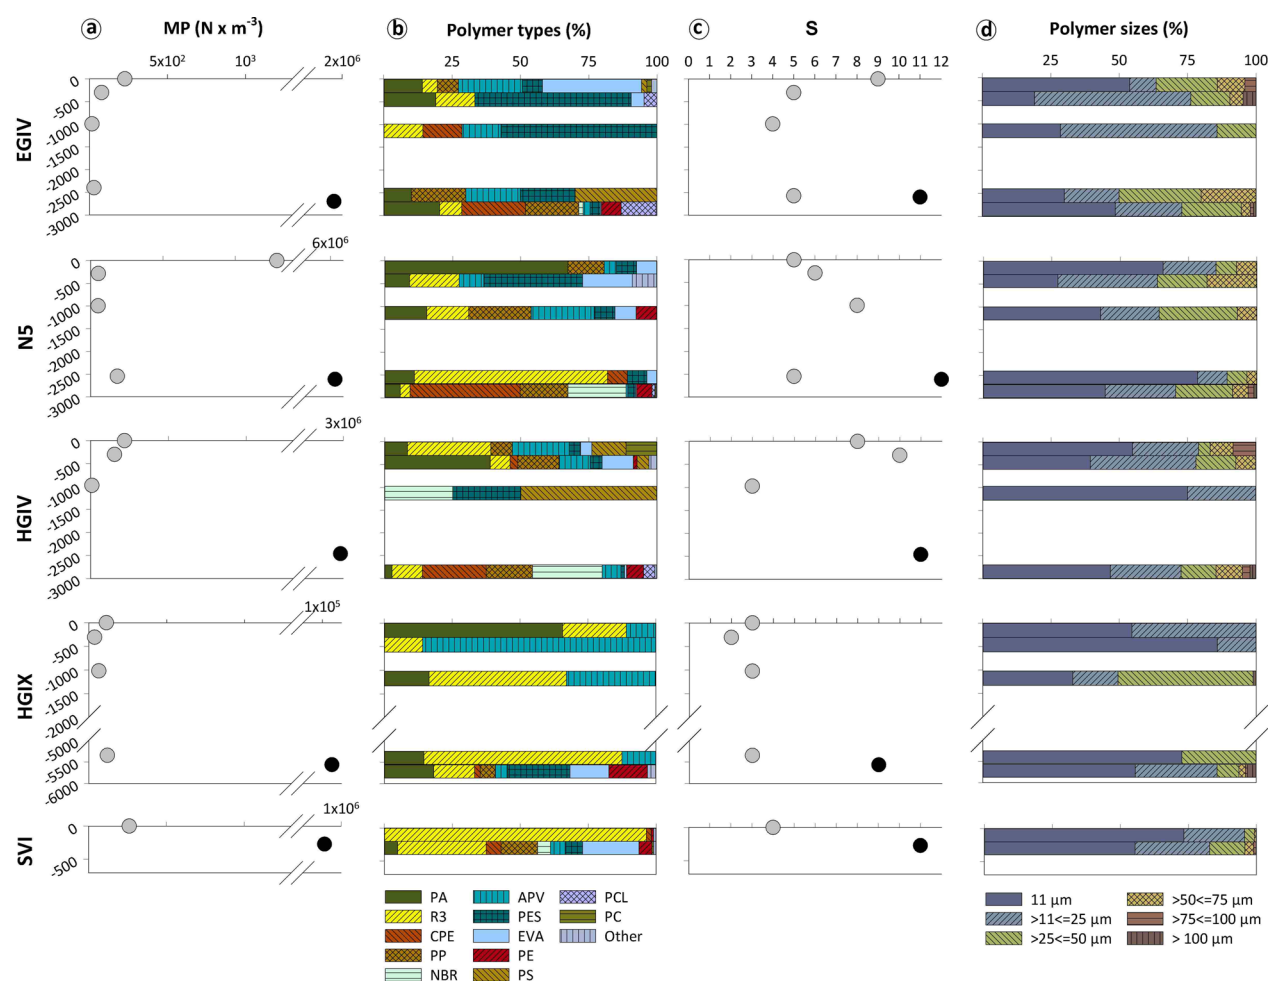 a MP (N x m⁻³) b Polymer types (%) c S d Polymer sizes (%)
5x10² 10³ 2x10⁶ 25 50 75 100 0 1 2 3 4 5 6 7 8 9 10 11 12 25 50 75 100
EGIV
0
-500
-1000
-1500
-2000
-2500
-3000
6x10⁶
N5
0
-500
-1000
-1500
-2000
-2500
-3000
3x10⁶
HGIV
0
-500
-1000
-1500
-2000
-2500
-3000
1x10⁵
HGIX
0
-500
-1000
-1500
-2000
-5000
-5500
-6000
1x10⁶
SVI
0
-500
PA APV PCL
R3 PES PC
CPE EVA Other
PP PE
NBR PS
11 µm >50<=75 µm
>11<=25 µm >75<=100 µm
>25<=50 µm > 100 µm